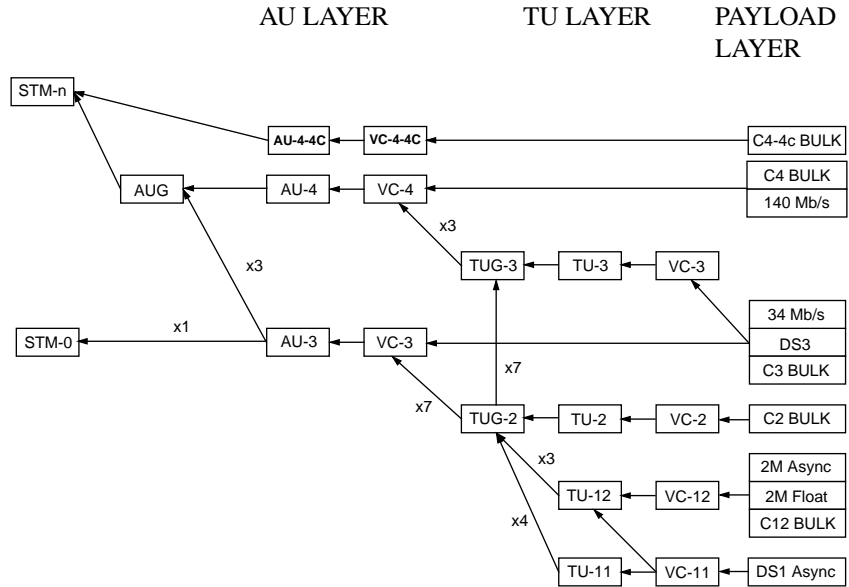 AU LAYER
TU LAYER
PAYLOAD
LAYER
STM-n
AU-4-4C
VC-4-4C
C4-4c BULK
AUG
AU-4
VC-4
C4 BULK
140 Mb/s
x3
TUG-3
TU-3
VC-3
x3
34 Mb/s
STM-0
x1
AU-3
VC-3
DS3
C3 BULK
x7
x7
TUG-2
TU-2
VC-2
C2 BULK
x3
2M Async
TU-12
VC-12
2M Float
C12 BULK
x4
TU-11
VC-11
DS1 Async